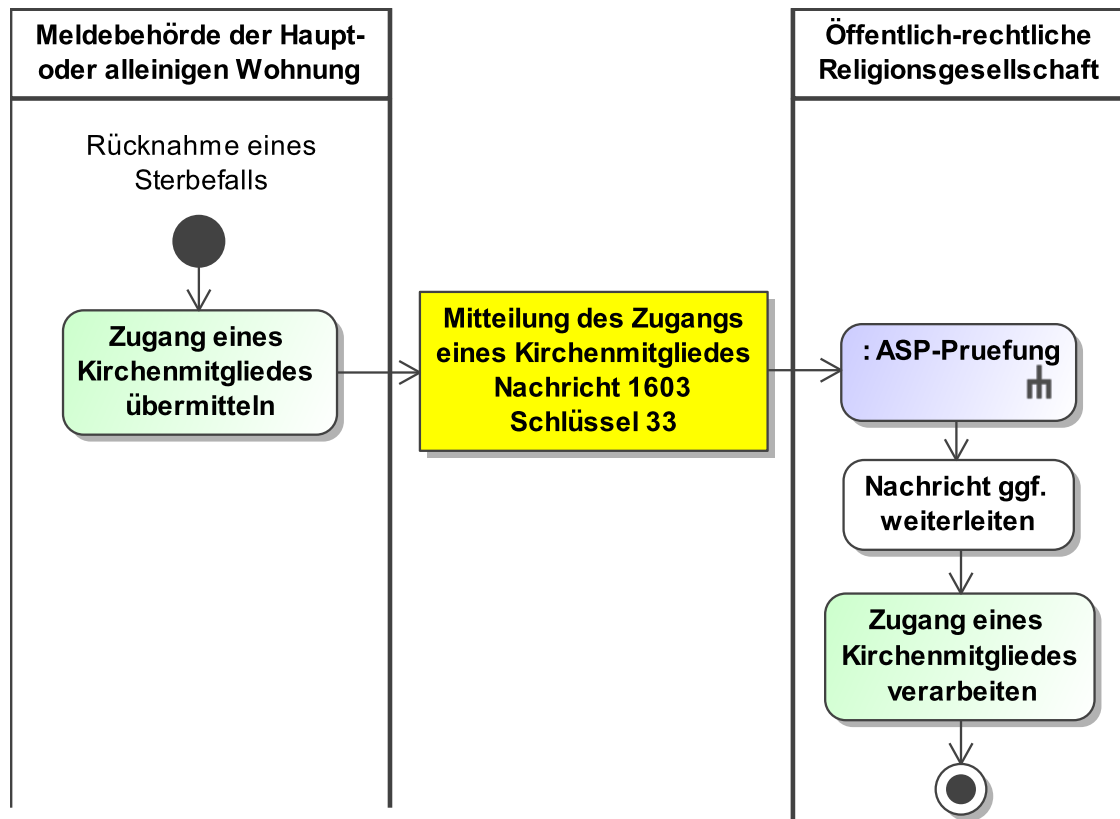 Meldebehörde der Haupt-
oder alleinigen Wohnung
Öffentlich-rechtliche
Religionsgesellschaft
Rücknahme eines
Sterbefalls
Zugang eines
Kirchenmitgliedes
übermitteln
Mitteilung des Zugangs
eines Kirchenmitgliedes
Nachricht 1603
Schlüssel 33
: ASP-Pruefung
Nachricht ggf.
weiterleiten
Zugang eines
Kirchenmitgliedes
verarbeiten